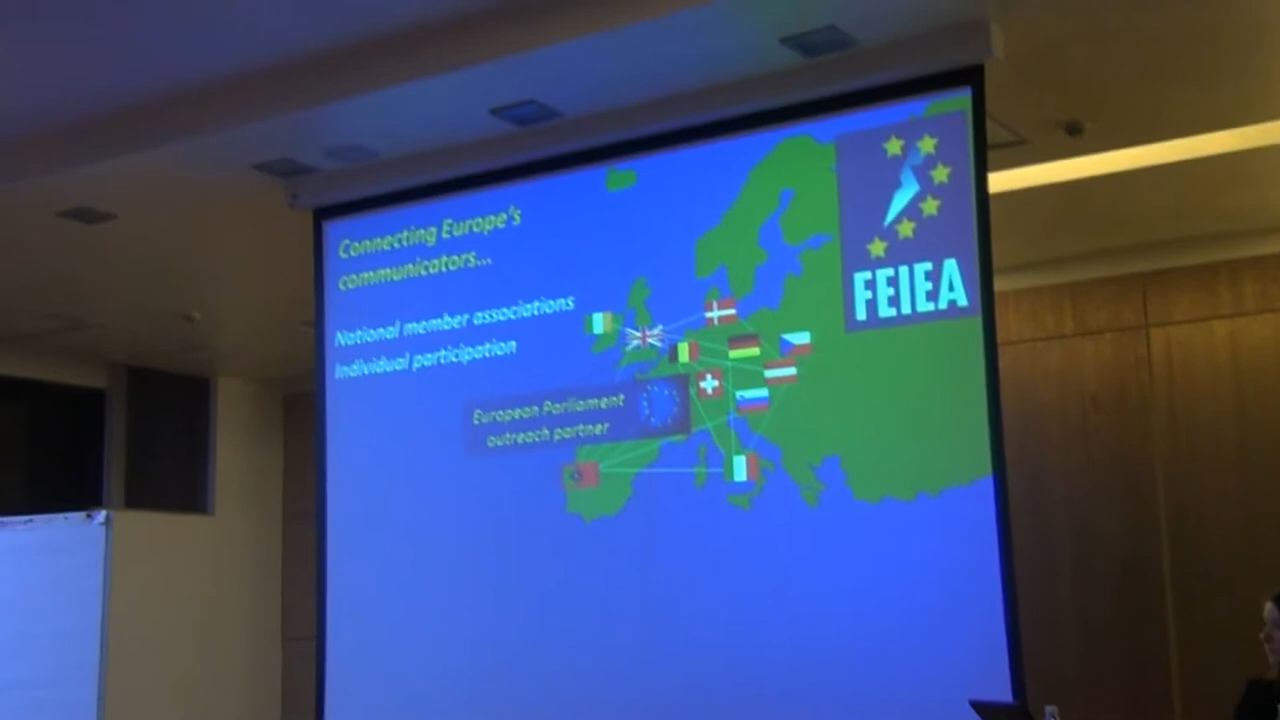 Connecting Europe's
communicators...
National member associations
Individual participation
European Parliament
outreach partner
FEIEA